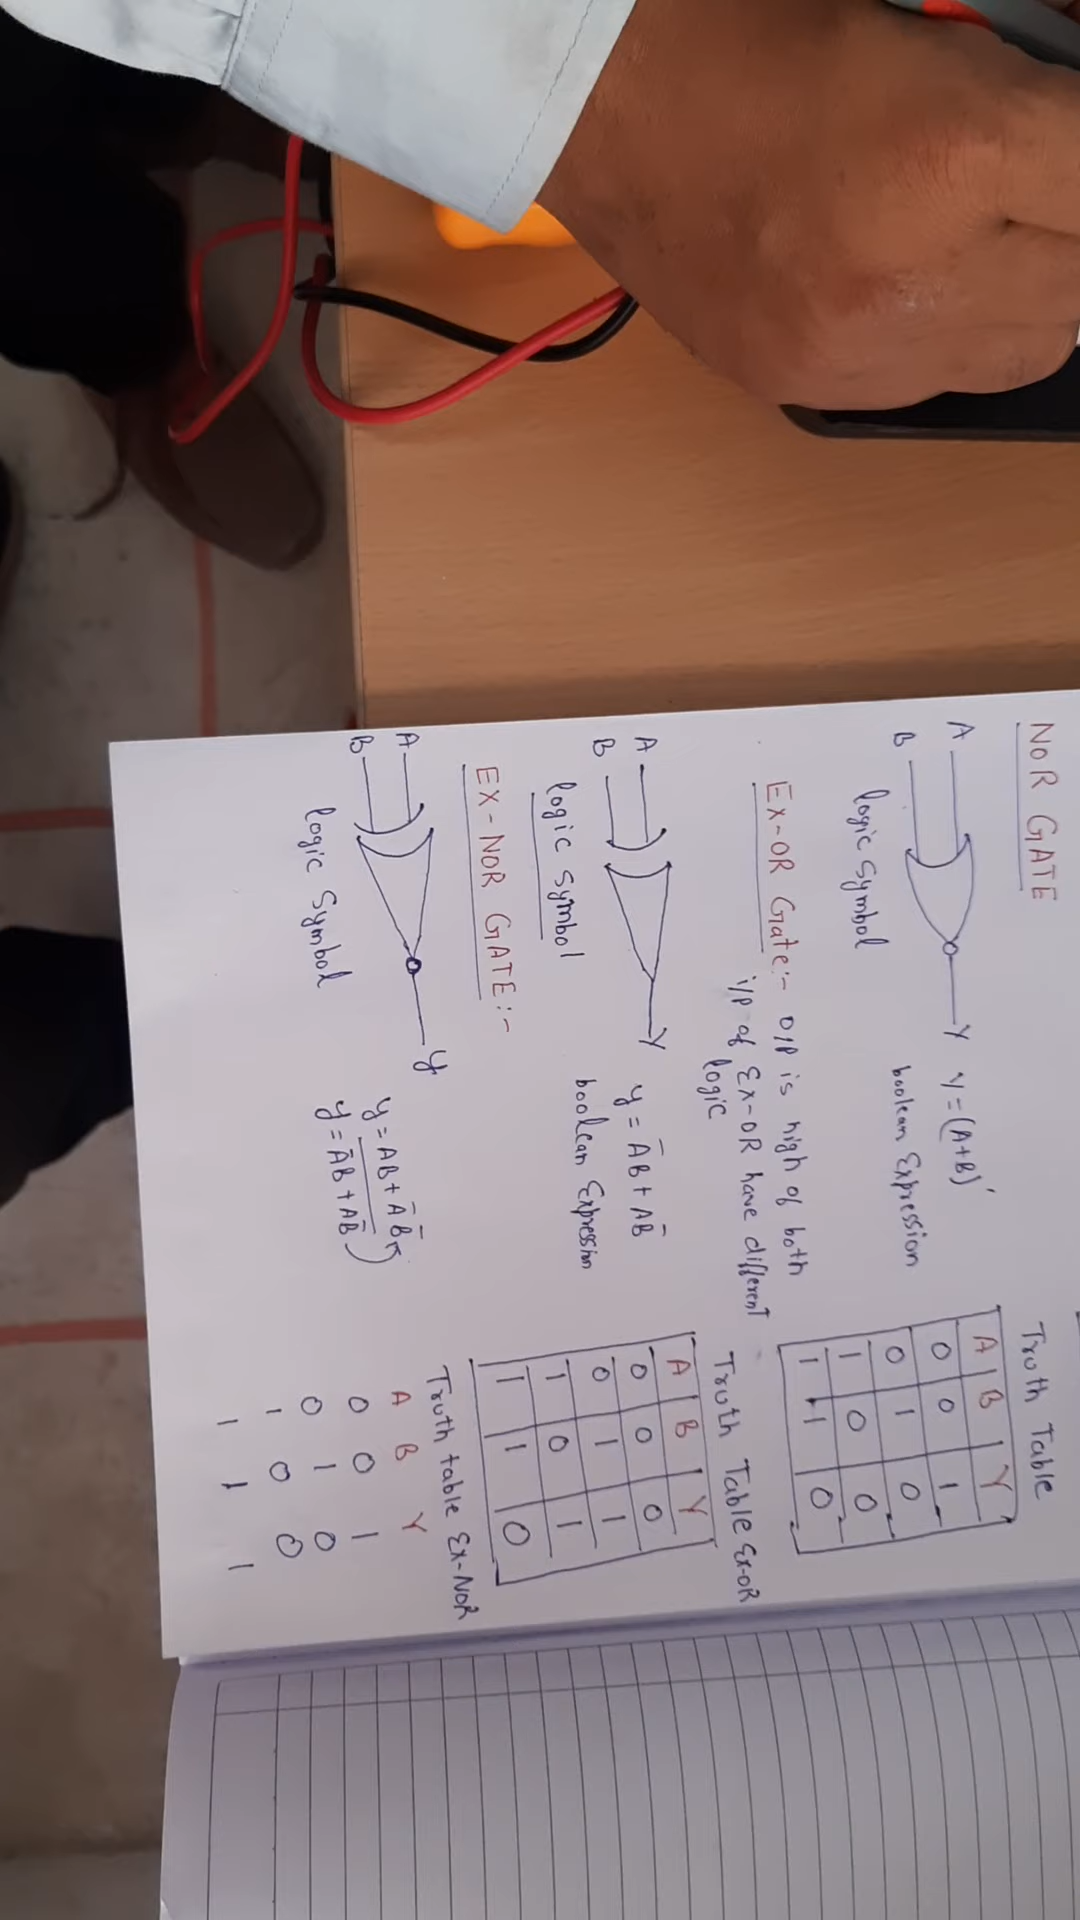 NOR GATE
Truth Table
A
B
Y
Y = (A+B)'
logic Symbol
boolean Expression
A B Y
0 0 1
0 1 0
1 0 0
1 1 0
Ex-OR Gate:- O/P is high of both
i/p of Ex-OR have different
logic
Truth Table Ex-OR
A
B
Y
y = A̅B + AB̅
logic Symbol
boolean Expression
A B Y
0 0 0
0 1 1
1 0 1
1 1 0
EX-NOR GATE:-
Truth table Ex-NOR
A
B
y
y = AB + A̅B̅
y = A̅B + AB̅
logic Symbol
A B Y
0 0 1
0 1 0
1 0 0
1 1 1